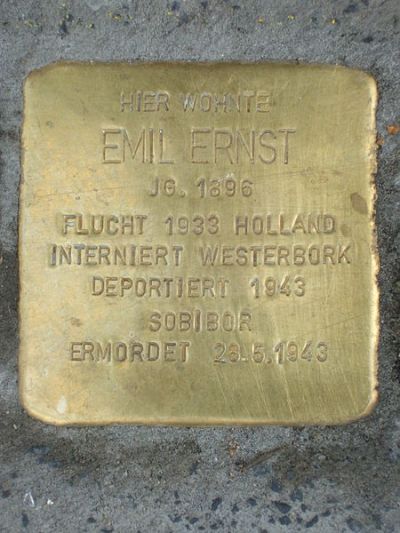 HIER WOHNTE
EMIL ERNST
JG. 1896
FLUCHT 1933 HOLLAND
INTERNIERT WESTERBORK
DEPORTIERT 1943
SOBIBOR
ERMORDET 28.5.1943